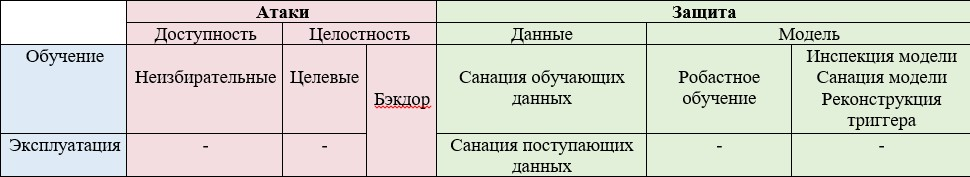 Атаки Защита
Доступность Целостность Данные Модель
Обучение Неизбирательные Целевые Бэкдор Санация обучающих данных Робастное обучение Инспекция модели
Санация модели
Реконструкция
триггера
Эксплуатация - - Санация поступающих данных - -